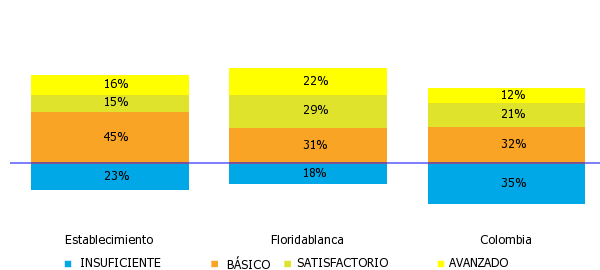 16% 22% 12%
15% 29% 21%
45% 31% 32%
23% 18% 35%
Establecimiento Floridablanca Colombia
INSUFICIENTE BÁSICO SATISFACTORIO AVANZADO